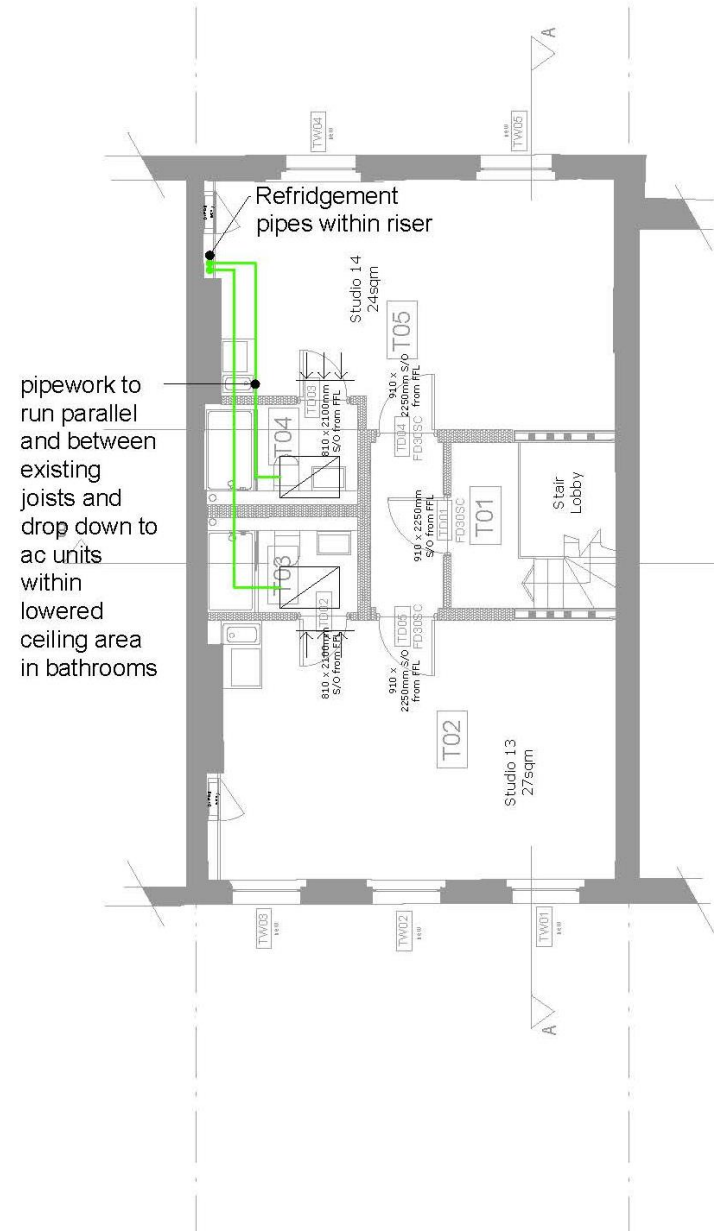 A
TW04
TW05
Refridgement
pipes within riser
Studio 14
24sqm
T05
pipework to
run parallel
and between
existing
joists and
drop down to
ac units
within
lowered
ceiling area
in bathrooms
TD03
810 x 2100mm
S/O from FFL
910 x
2250mm S/O
from FFL
TD04
FD30SC
T04
TD01
FD30SC
910 x 2250mm
S/O from FFL
T01
Stair
Lobby
T03
TD02
810 x 2100mm
S/O from FFL
TD05
FD30SC
910 x
2250mm S/O
from FFL
T02
Studio 13
27sqm
TW03
TW02
TW01
A